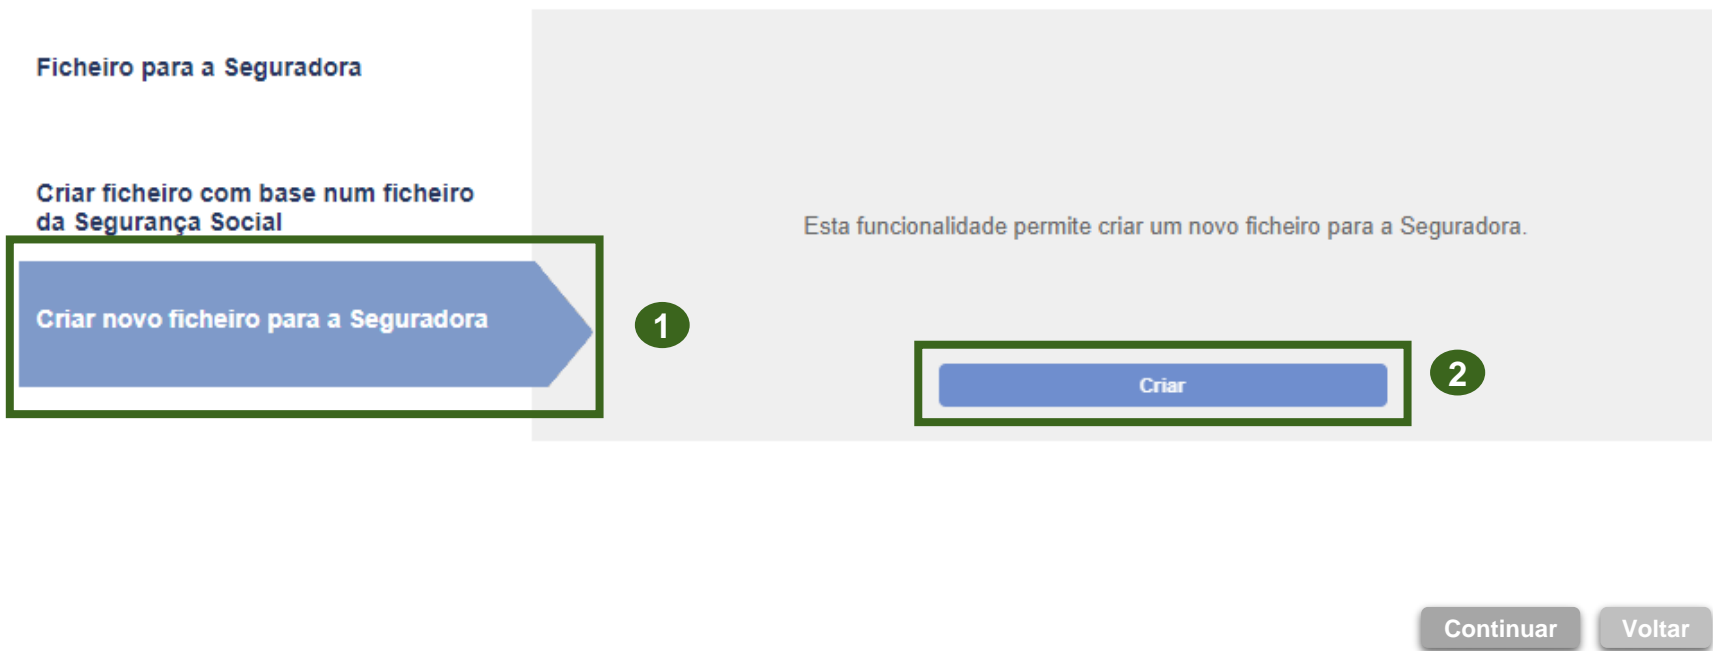 Ficheiro para a Seguradora
Criar ficheiro com base num ficheiro
da Segurança Social
Esta funcionalidade permite criar um novo ficheiro para a Seguradora.
Criar novo ficheiro para a Seguradora
1
Criar
2
Continuar
Voltar